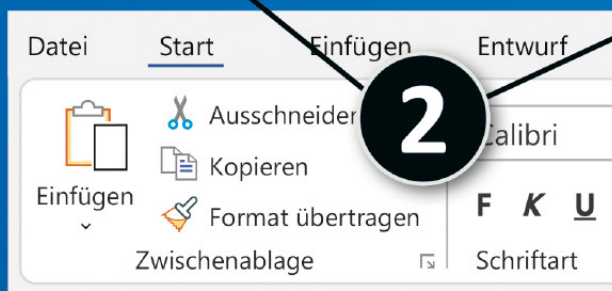 Datei Start Einfügen Entwurf
Ausschneiden
2
Calibri
Kopieren
Einfügen
F K U
Format übertragen
Zwischenablage
Schriftart